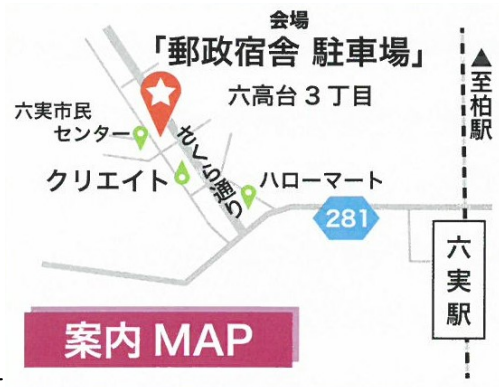 会場
「郵政宿舎 駐車場」
六高台3丁目
▲至柏駅
六実市民
センター
さくら通り
クリエイト
ハローマート
281
六実駅
案内 MAP